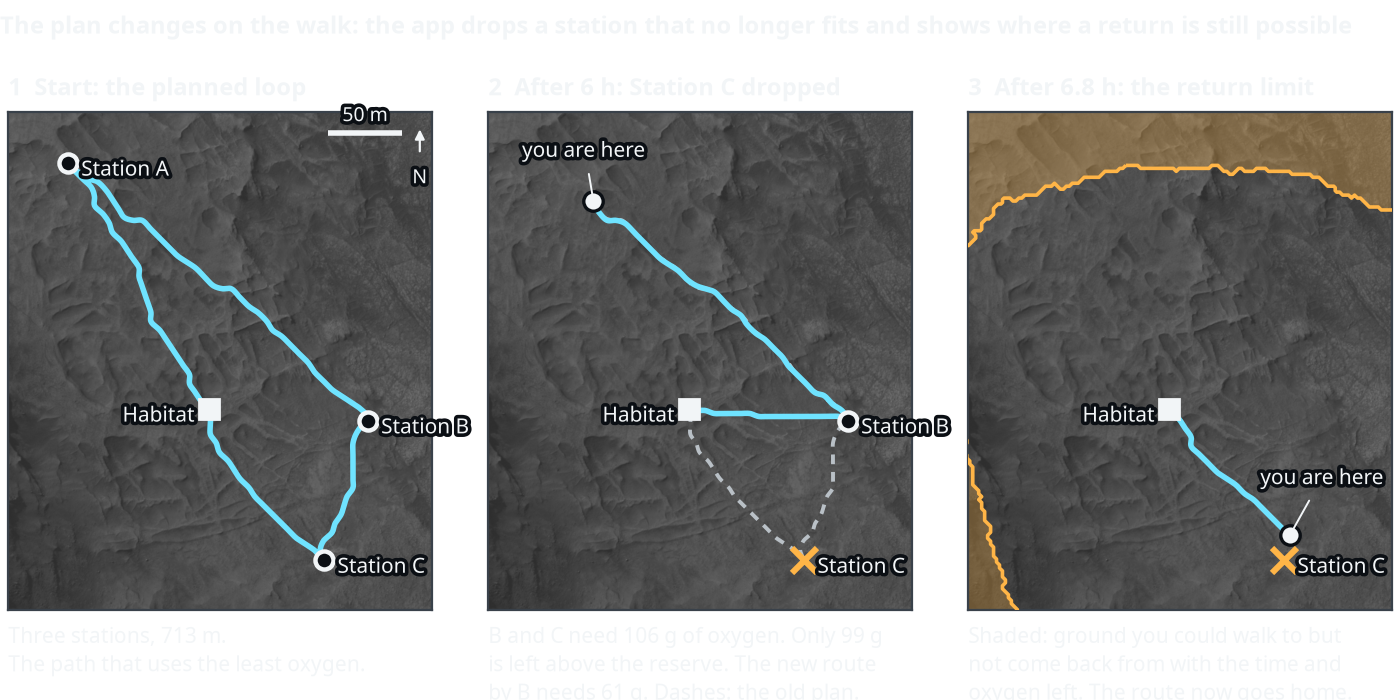 The plan changes on the walk: the app drops a station that no longer fits and shows where a return is still possible
1 Start: the planned loop
50 m
N
Station A
Habitat
Station B
Station C
Three stations, 713 m.
The path that uses the least oxygen.
2 After 6 h: Station C dropped
you are here
Habitat
Station B
Station C
B and C need 106 g of oxygen. Only 99 g
is left above the reserve. The new route
by B needs 61 g. Dashes: the old plan.
3 After 6.8 h: the return limit
Habitat
you are here
Station C
Shaded: ground you could walk to but
not come back from with the time and
oxygen left. The route now goes home.